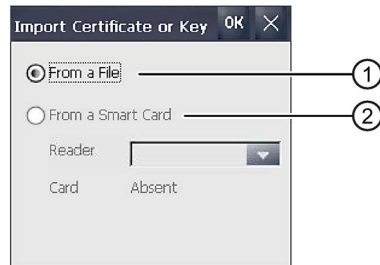 Import Certificate or Key OK
From a File
1
From a Smart Card
2
Reader
Card Absent